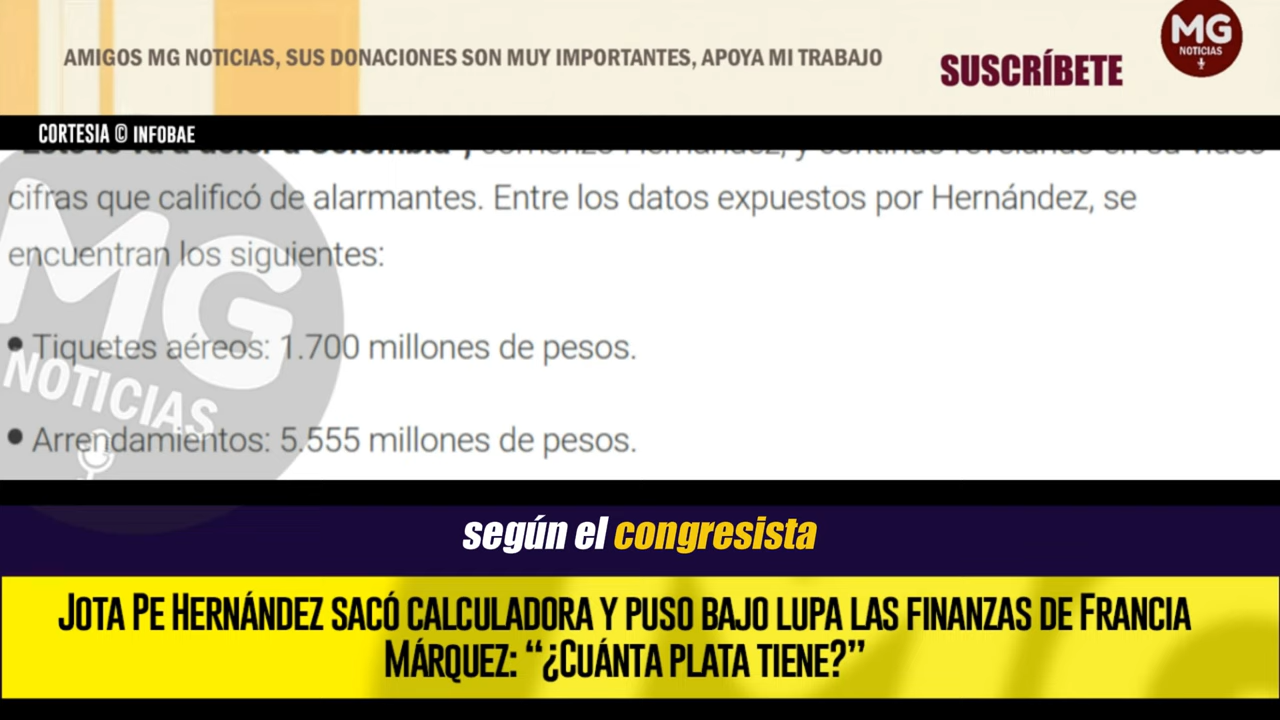 AMIGOS MG NOTICIAS, SUS DONACIONES SON MUY IMPORTANTES, APOYA MI TRABAJO
SUSCRÍBETE
MG
NOTICIAS
CORTESIA © INFOBAE
cifras que calificó de alarmantes. Entre los datos expuestos por Hernández, se
encuentran los siguientes:
• Tiquetes aéreos: 1.700 millones de pesos.
• Arrendamientos: 5.555 millones de pesos.
MG
NOTICIAS
según el congresista
JOTA PE HERNÁNDEZ SACÓ CALCULADORA Y PUSO BAJO LUPA LAS FINANZAS DE FRANCIA
MÁRQUEZ: “¿CUÁNTA PLATA TIENE?”